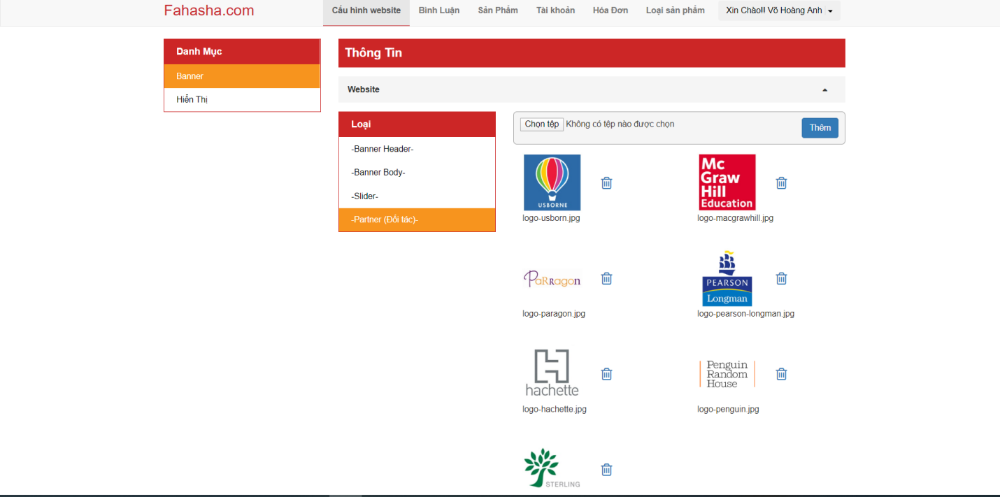 Fahasha.com
Cấu hình website
Bình Luận
Sản Phẩm
Tài khoản
Hóa Đơn
Loại sản phẩm
Xin Chào!! Võ Hoàng Anh
Danh Mục
Banner
Hiển Thị
Thông Tin
Website
Loại
-Banner Header-
-Banner Body-
-Slider-
-Partner (Đối tác)-
Chọn tệp Không có tệp nào được chọn
Thêm
USBORNE
logo-usborn.jpg
Mc
Graw
Hill
Education
logo-macgrawhill.jpg
PaRRagon
logo-paragon.jpg
PEARSON
Longman
logo-pearson-longman.jpg
hachette
logo-hachette.jpg
Penguin
Random
House
logo-penguin.jpg
STERLING